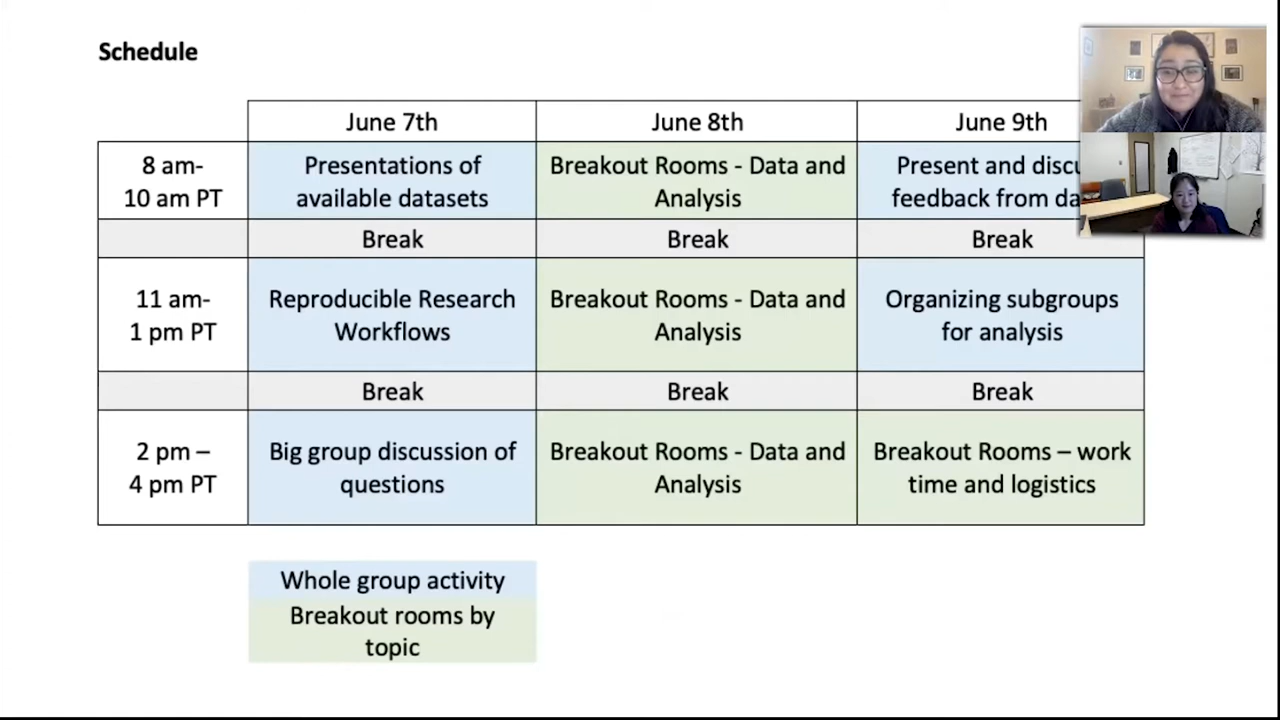 Schedule
June 7th June 8th June 9th
8 am- Presentations of Breakout Rooms - Data and Present and
10 am PT available datasets Analysis feedback from
Break Break Break
11 am- Reproducible Research Breakout Rooms - Data and Organizing subgroups
1 pm PT Workflows Analysis for analysis
Break Break Break
2 pm – Big group discussion of Breakout Rooms - Data and Breakout Rooms – work
4 pm PT questions Analysis time and logistics
Whole group activity
Breakout rooms by
topic